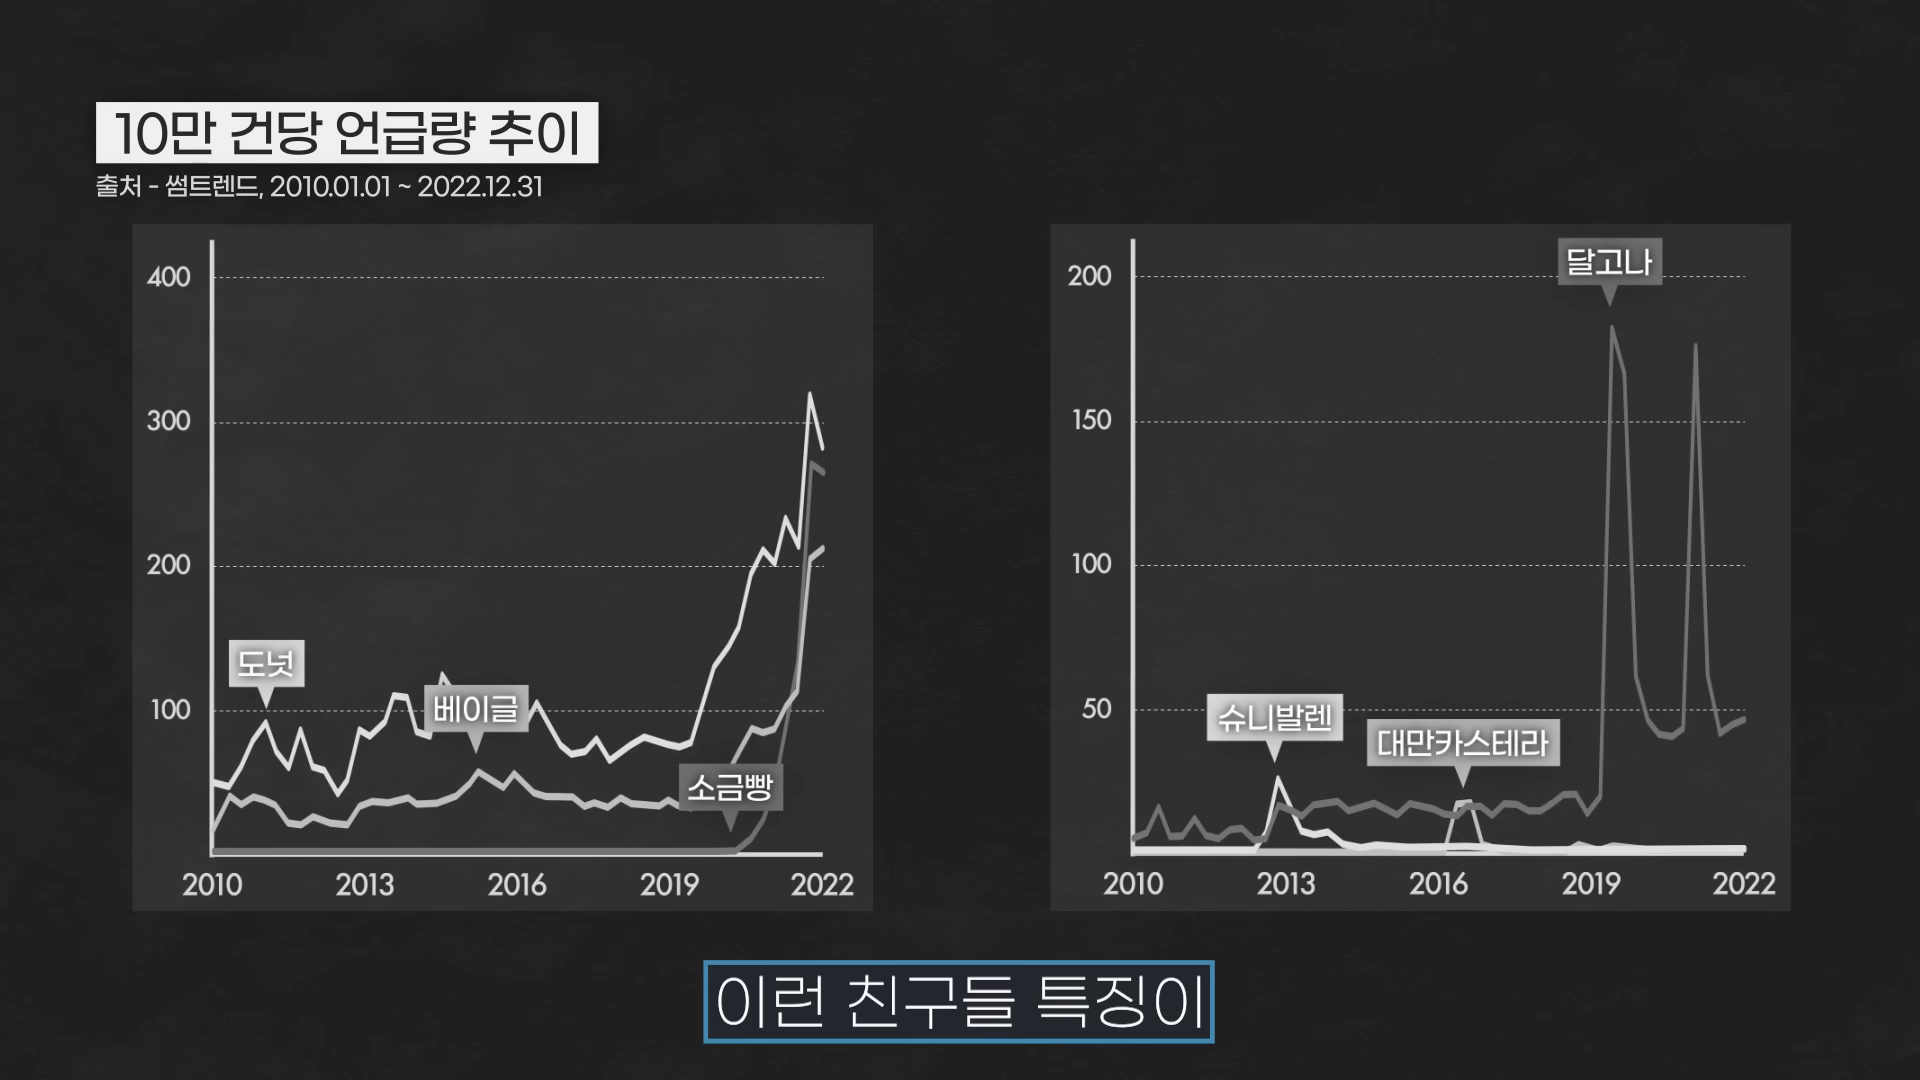 10만 건당 언급량 추이
출처 - 썸트렌드, 2010.01.01 ~ 2022.12.31
400
300
200
100
도넛
베이글
소금빵
2010 2013 2016 2019 2022
200
150
100
50
달고나
슈니발렌
대만카스테라
2010 2013 2016 2019 2022
이런 친구들 특징이